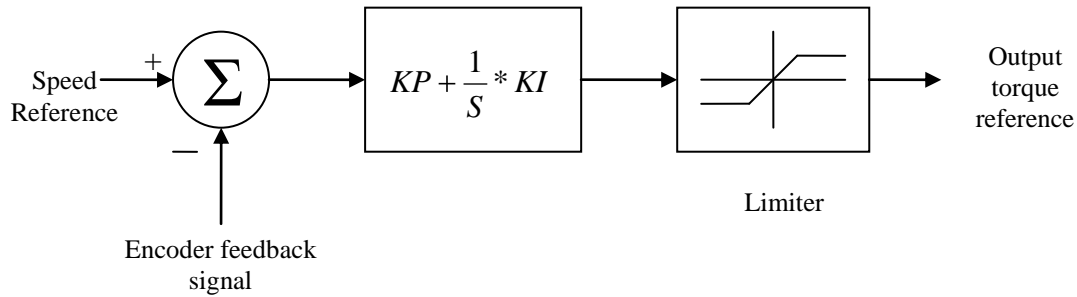 +
Speed
Reference
Σ
−
KP + 1/S * KI
Output
torque
reference
Limiter
Encoder feedback
signal